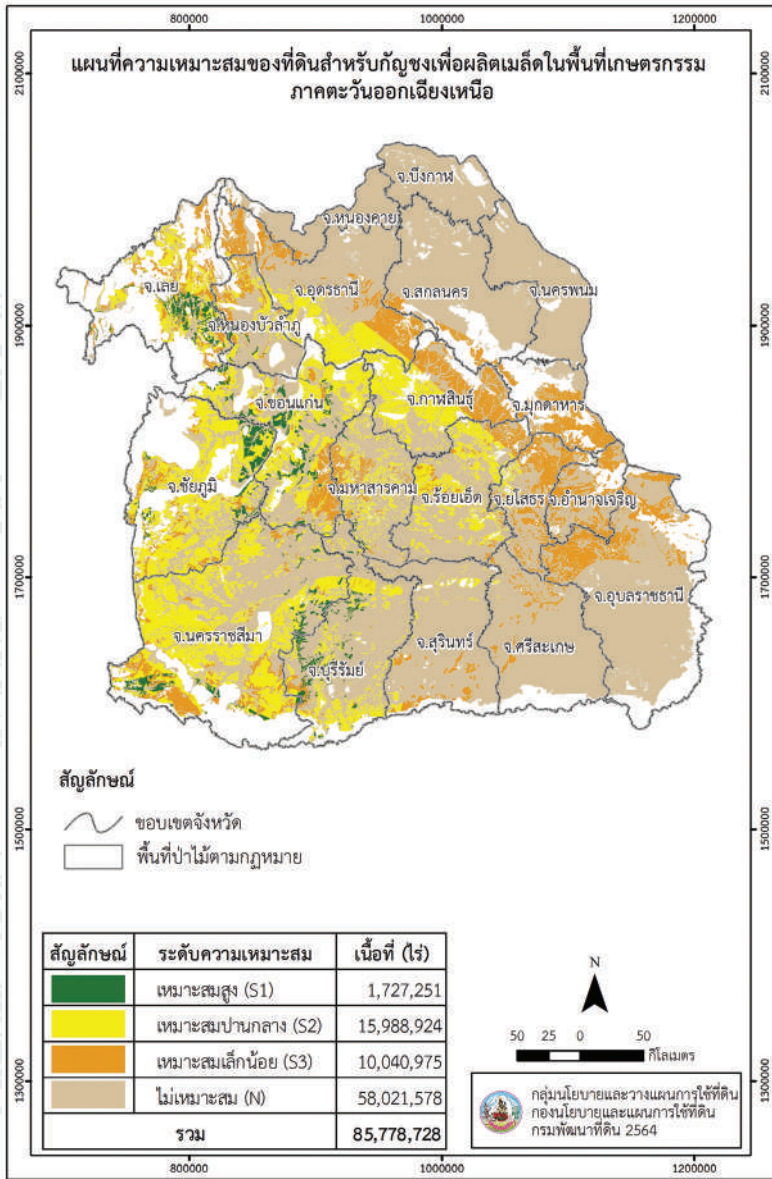 แผนที่ความเหมาะสมของที่ดินสำหรับกัญชงเพื่อผลิตเมล็ดในพื้นที่เกษตรกรรม
ภาคตะวันออกเฉียงเหนือ
800000 1000000 1200000
2100000 2100000
1900000 1900000
1700000 1700000
1500000 1500000
1300000 1300000
จ.บึงกาฬ
จ.หนองคาย
จ.เลย
จ.อุดรธานี
จ.สกลนคร
จ.นครพนม
จ.หนองบัวลำภู
จ.ขอนแก่น
จ.กาฬสินธุ์
จ.มุกดาหาร
จ.ชัยภูมิ
จ.มหาสารคาม
จ.ร้อยเอ็ด
จ.ยโสธร
จ.อำนาจเจริญ
จ.อุบลราชธานี
จ.นครราชสีมา
จ.บุรีรัมย์
จ.สุรินทร์
จ.ศรีสะเกษ
สัญลักษณ์
ขอบเขตจังหวัด
พื้นที่ป่าไม้ตามกฎหมาย
สัญลักษณ์ ระดับความเหมาะสม เนื้อที่ (ไร่)
เหมาะสมสูง (S1) 1,727,251
เหมาะสมปานกลาง (S2) 15,988,924
เหมาะสมเล็กน้อย (S3) 10,040,975
ไม่เหมาะสม (N) 58,021,578
รวม 85,778,728
N
50 25 0 50
กิโลเมตร
กลุ่มนโยบายและวางแผนการใช้ที่ดิน
กองนโยบายและแผนการใช้ที่ดิน
กรมพัฒนาที่ดิน 2564
800000 1000000 1200000